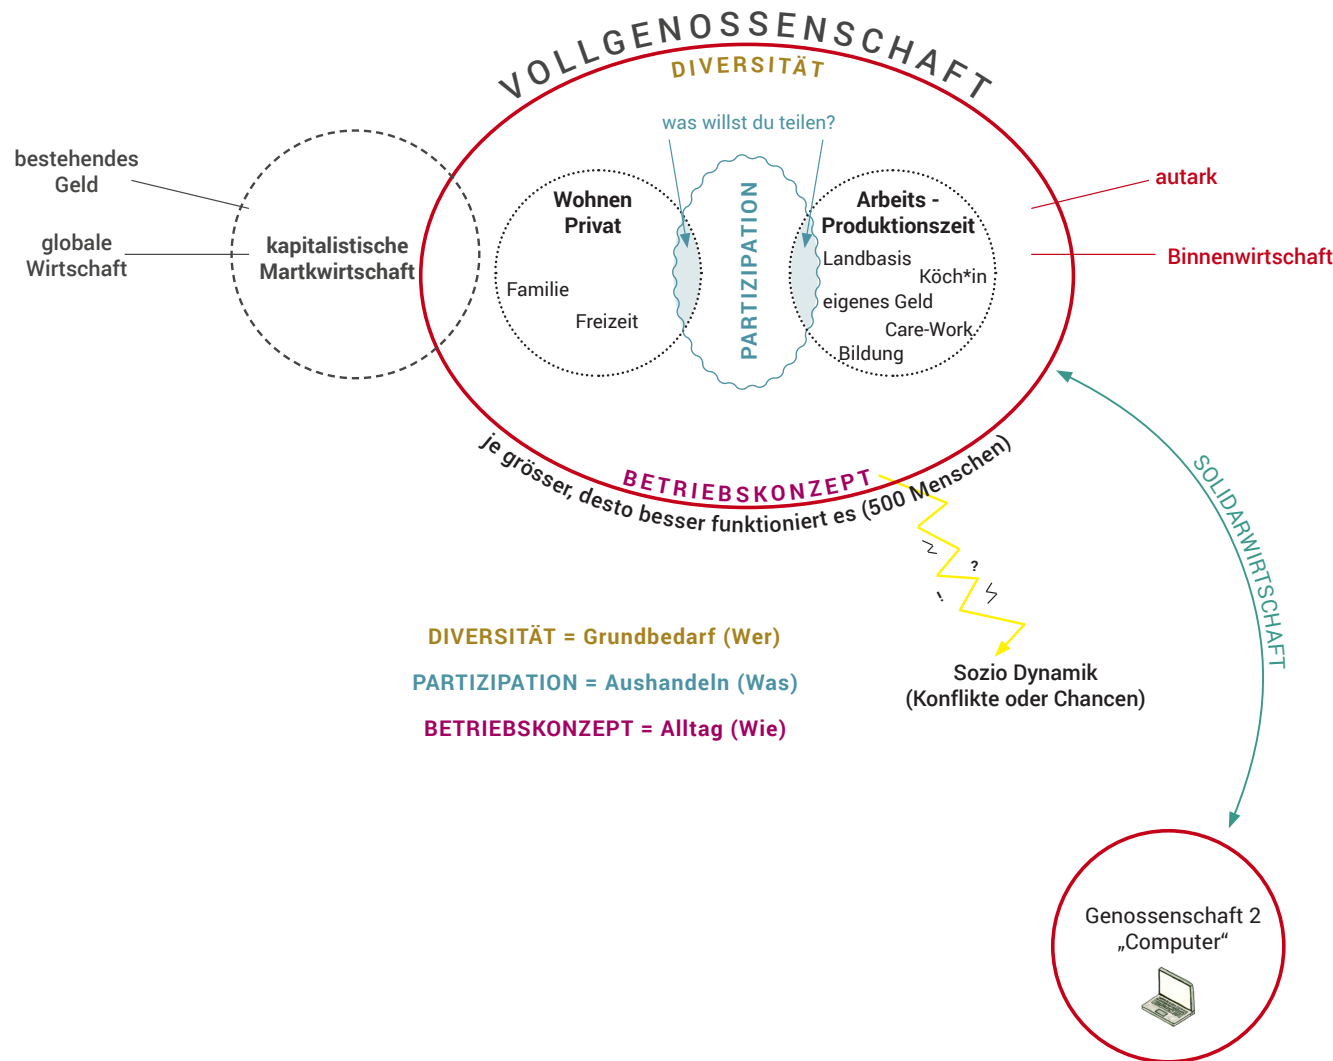 VOLLGENOSSENSCHAFT
DIVERSITÄT
was willst du teilen?
bestehendes
Geld
globale
Wirtschaft
kapitalistische
Martkwirtschaft
Wohnen
Privat
Familie
Freizeit
PARTIZIPATION
Arbeits -
Produktionszeit
Landbasis
Köch*in
eigenes Geld
Care-Work
Bildung
autark
Binnenwirtschaft
BETRIEBSKONZEPT
je grösser, desto besser funktioniert es (500 Menschen)
?
!
Sozio Dynamik
(Konflikte oder Chancen)
SOLIDARWIRTSCHAFT
DIVERSITÄT = Grundbedarf (Wer)
PARTIZIPATION = Aushandeln (Was)
BETRIEBSKONZEPT = Alltag (Wie)
Genossenschaft 2
„Computer“